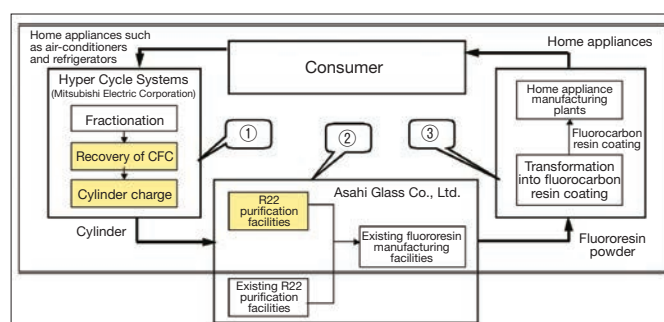 Home appliances such
as air-conditioners
and refrigerators
Consumer
Home appliances
Hyper Cycle Systems
(Mitsubishi Electric Corporation)
Fractionation
Recovery of CFC
Cylinder charge
①
②
③
Home appliance
manufacturing
plants
Fluorocarbon
resin coating
Transformation
into fluorocarbon
resin coating
Asahi Glass Co., Ltd.
R22
purification
facilities
Existing fluororesin
manufacturing
facilities
Existing R22
purification
facilities
Cylinder
Fluororesin
powder